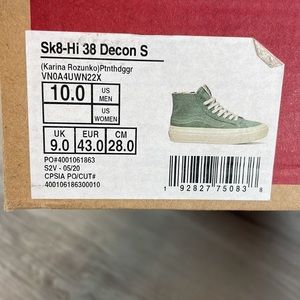 Sk8-Hi 38 Decon S
(Karina Rozunko)Ptnthdggr
VN0A4UWN22X
10.0 US MEN
US WOMEN
UK 9.0 EUR 43.0 CM 28.0
PO#4001061863
S2V - 05/20
CPSIA PO/CUT#
400106186300010
1 92827 75083 8